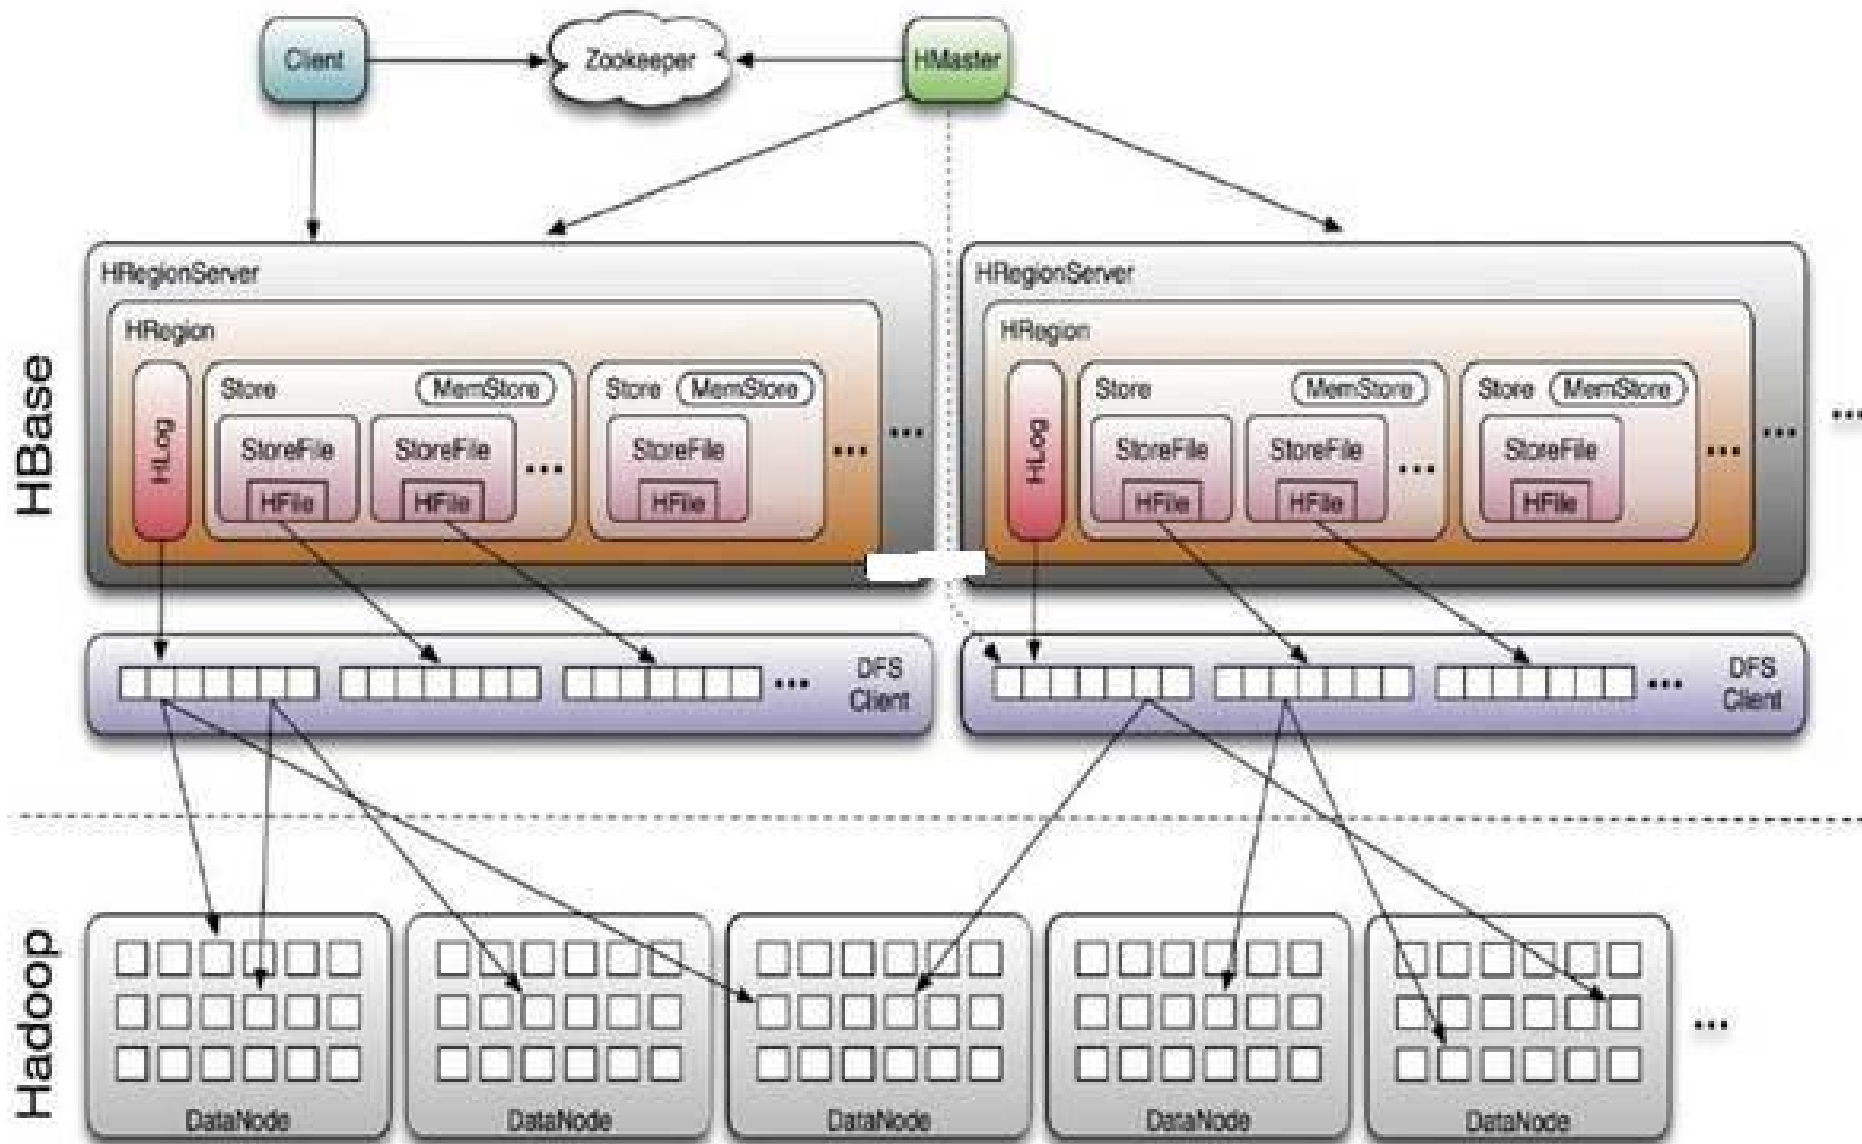 Client
Zookeeper
HMaster
HBase
HRegionServer
HRegion
HLog
Store
MemStore
StoreFile
HFile
StoreFile
HFile
...
Store
MemStore
StoreFile
HFile
...
...
HRegionServer
HRegion
HLog
Store
MemStore
StoreFile
HFile
StoreFile
HFile
...
Store
MemStore
StoreFile
HFile
...
...
...
...
DFS
Client
...
DFS
Client
Hadoop
DataNode
DataNode
DataNode
DataNode
DataNode
...